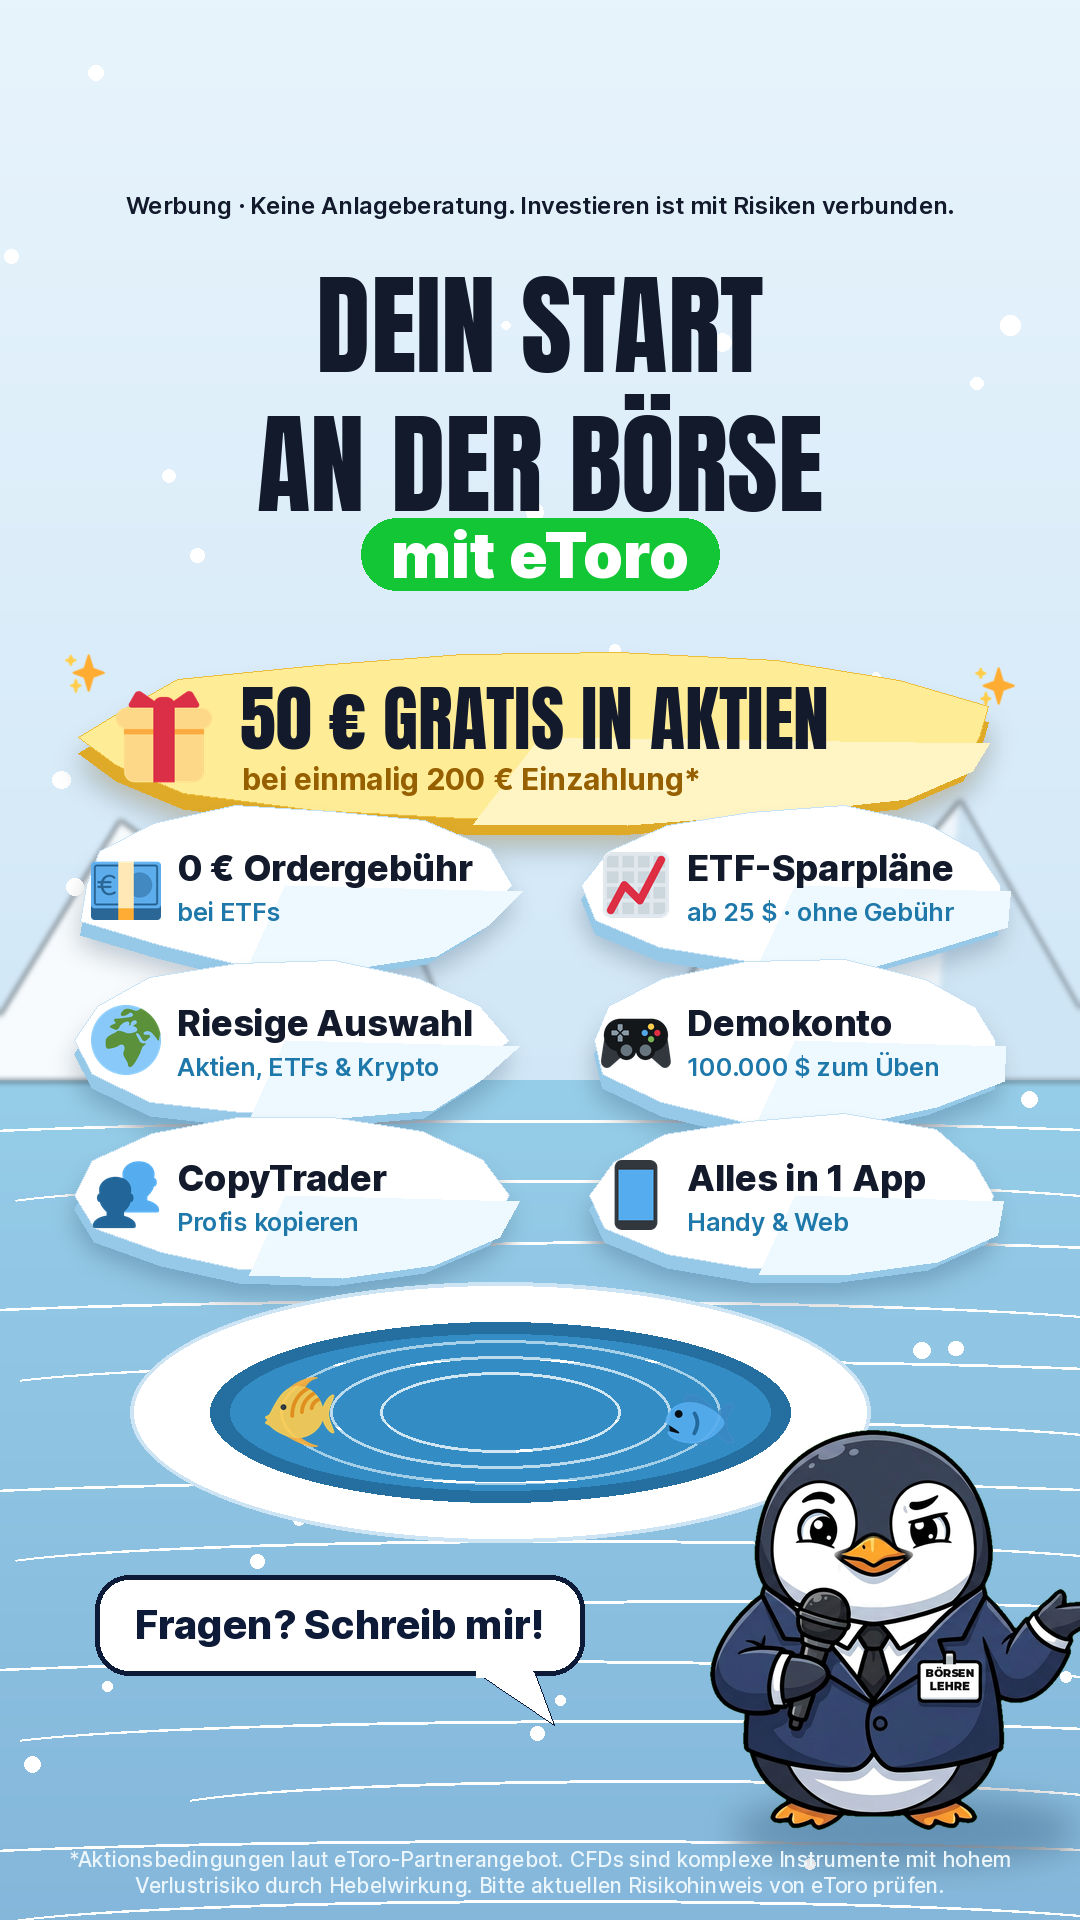 Werbung · Keine Anlageberatung. Investieren ist mit Risiken verbunden.
DEIN START
AN DER BÖRSE
mit eToro
50 € GRATIS IN AKTIEN
bei einmalig 200 € Einzahlung*
0 € Ordergebühr
bei ETFs
ETF-Sparpläne
ab 25 $ · ohne Gebühr
Riesige Auswahl
Aktien, ETFs & Krypto
Demokonto
100.000 $ zum Üben
CopyTrader
Profis kopieren
Alles in 1 App
Handy & Web
Fragen? Schreib mir!
BÖRSEN
LEHRE
*Aktionsbedingungen laut eToro-Partnerangebot. CFDs sind komplexe Instrumente mit hohem
Verlustrisiko durch Hebelwirkung. Bitte aktuellen Risikohinweis von eToro prüfen.